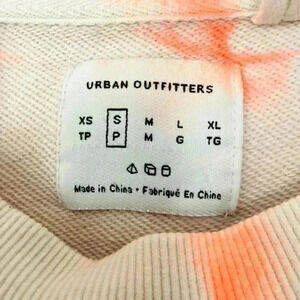 URBAN OUTFITTERS
XS S M L XL
TP P M G TG
Made in China • Fabriqué En Chine